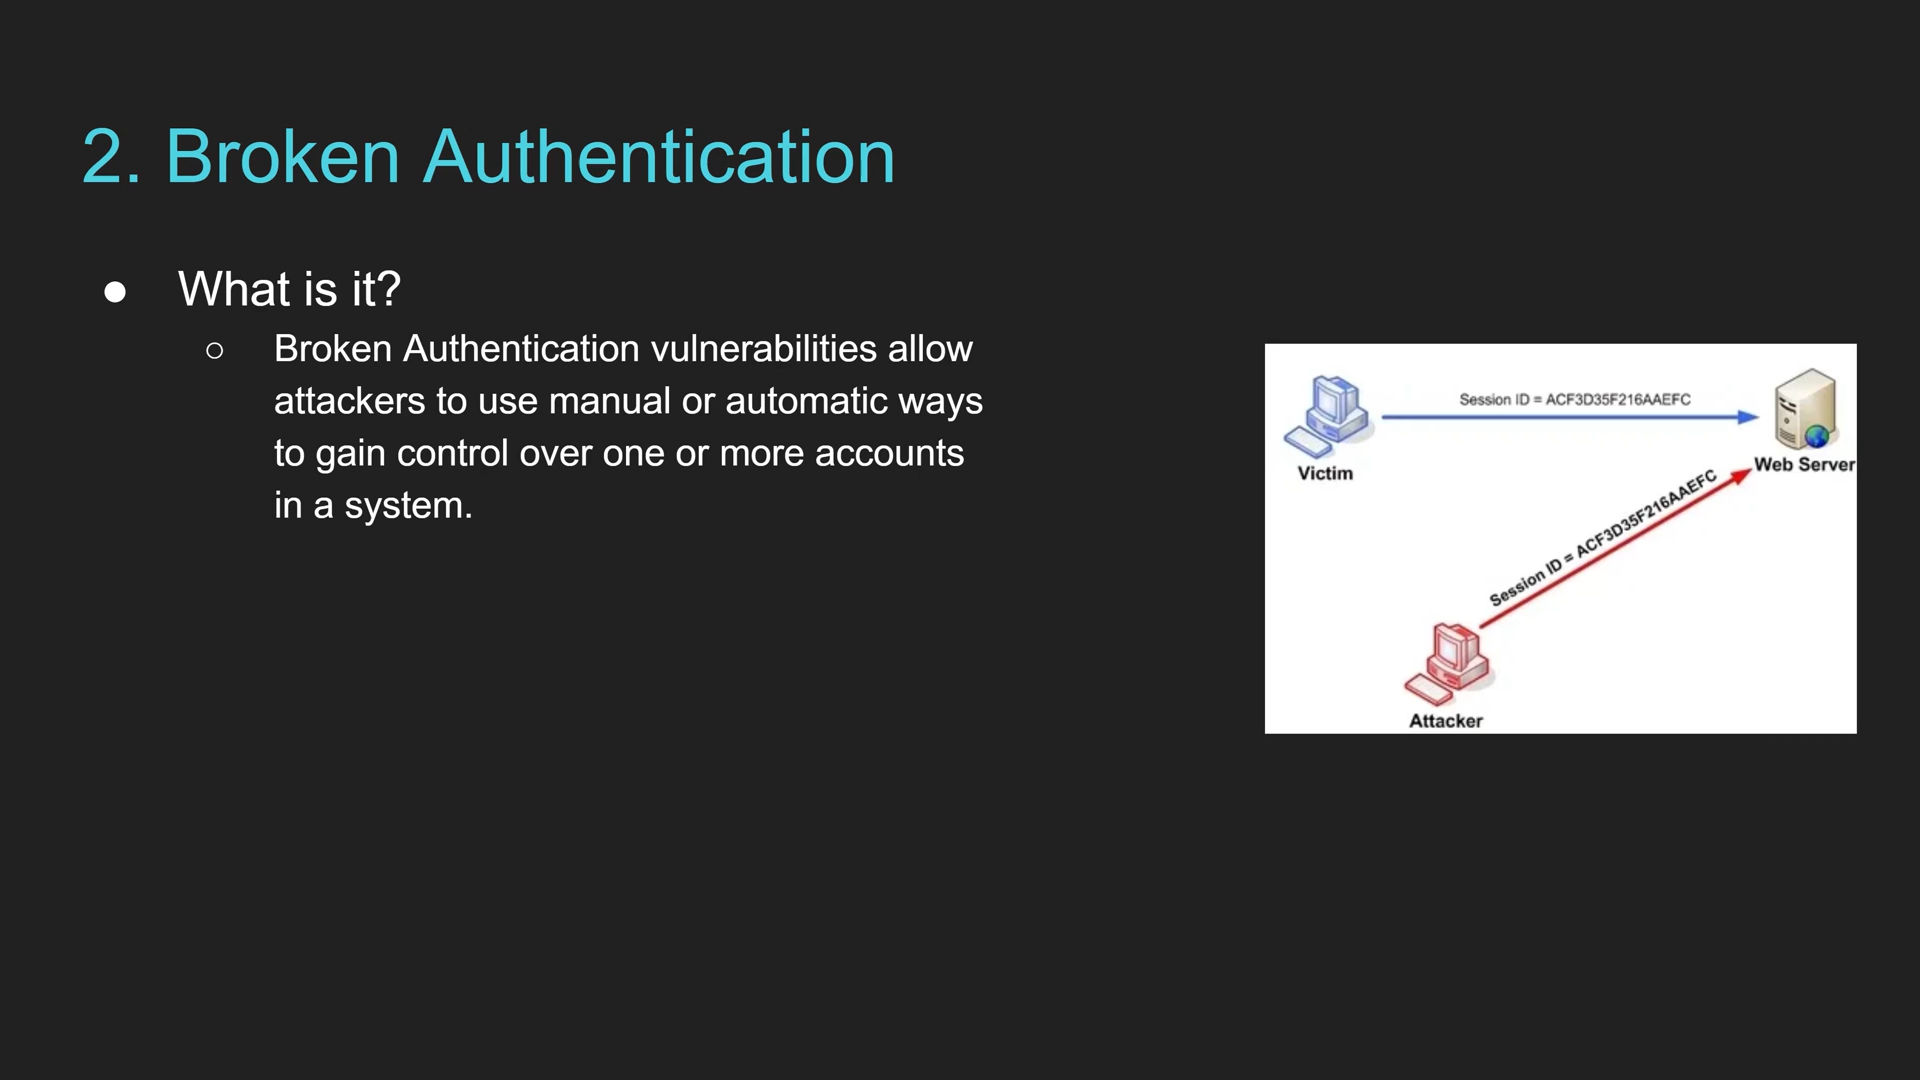 2. Broken Authentication
● What is it?
○ Broken Authentication vulnerabilities allow
attackers to use manual or automatic ways
to gain control over one or more accounts
in a system.
Session ID = ACF3D35F216AAEFC
Victim
Web Server
Session ID = ACF3D35F216AAEFC
Attacker